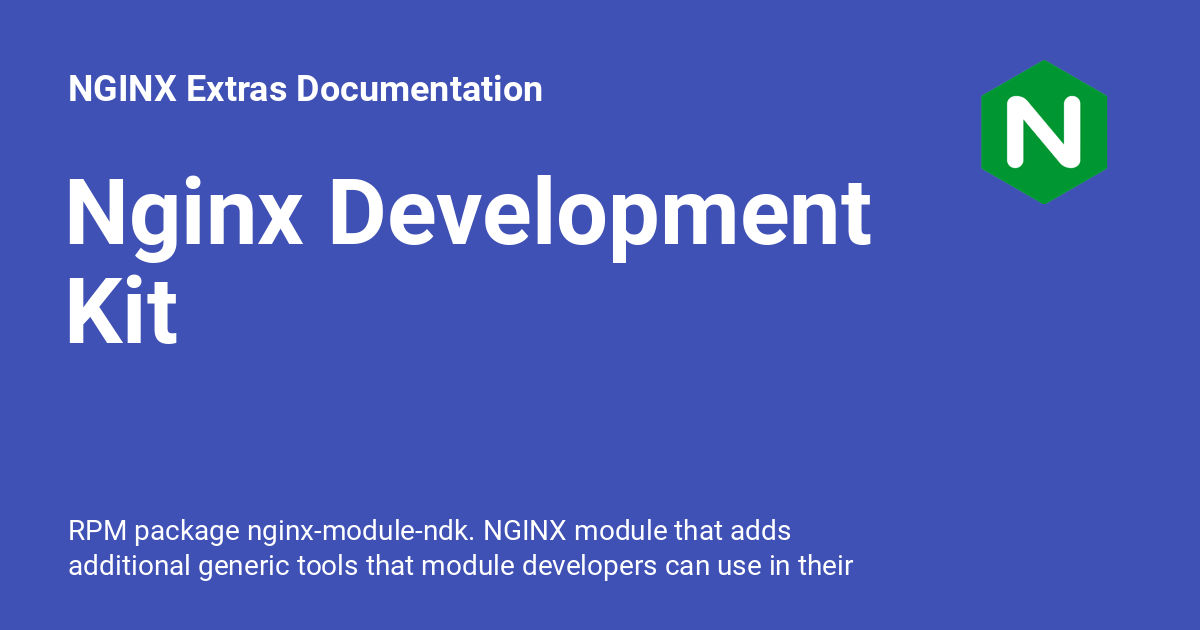 NGINX Extras Documentation
N
Nginx Development
Kit
RPM package nginx-module-ndk. NGINX module that adds
additional generic tools that module developers can use in their